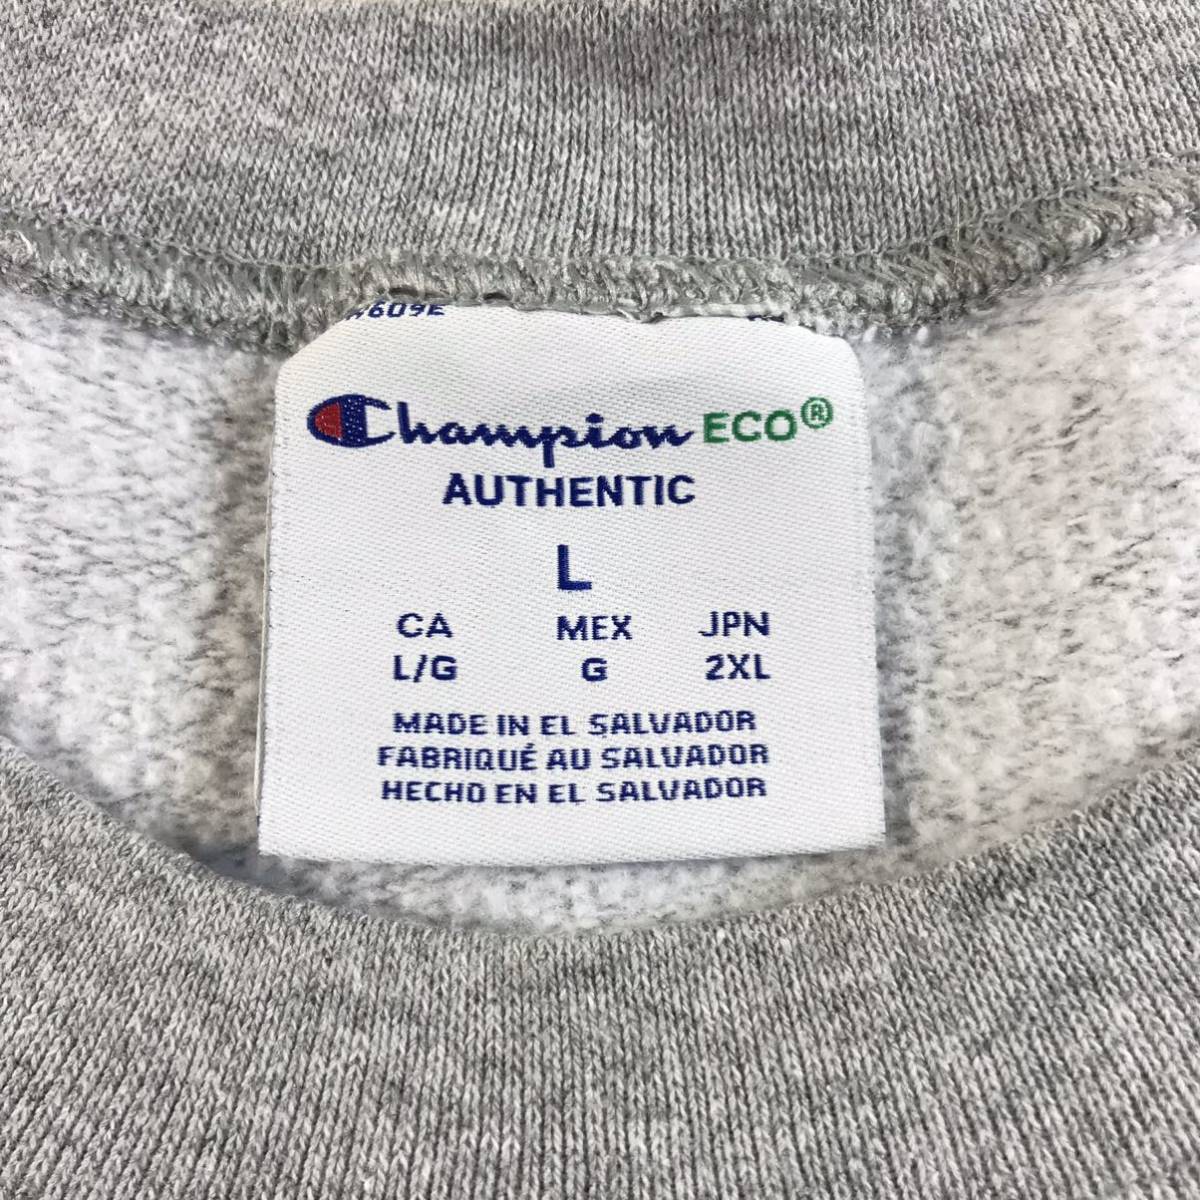 Champion ECO®
AUTHENTIC
L
CA MEX JPN
L/G G 2XL
MADE IN EL SALVADOR
FABRIQUÉ AU SALVADOR
HECHO EN EL SALVADOR